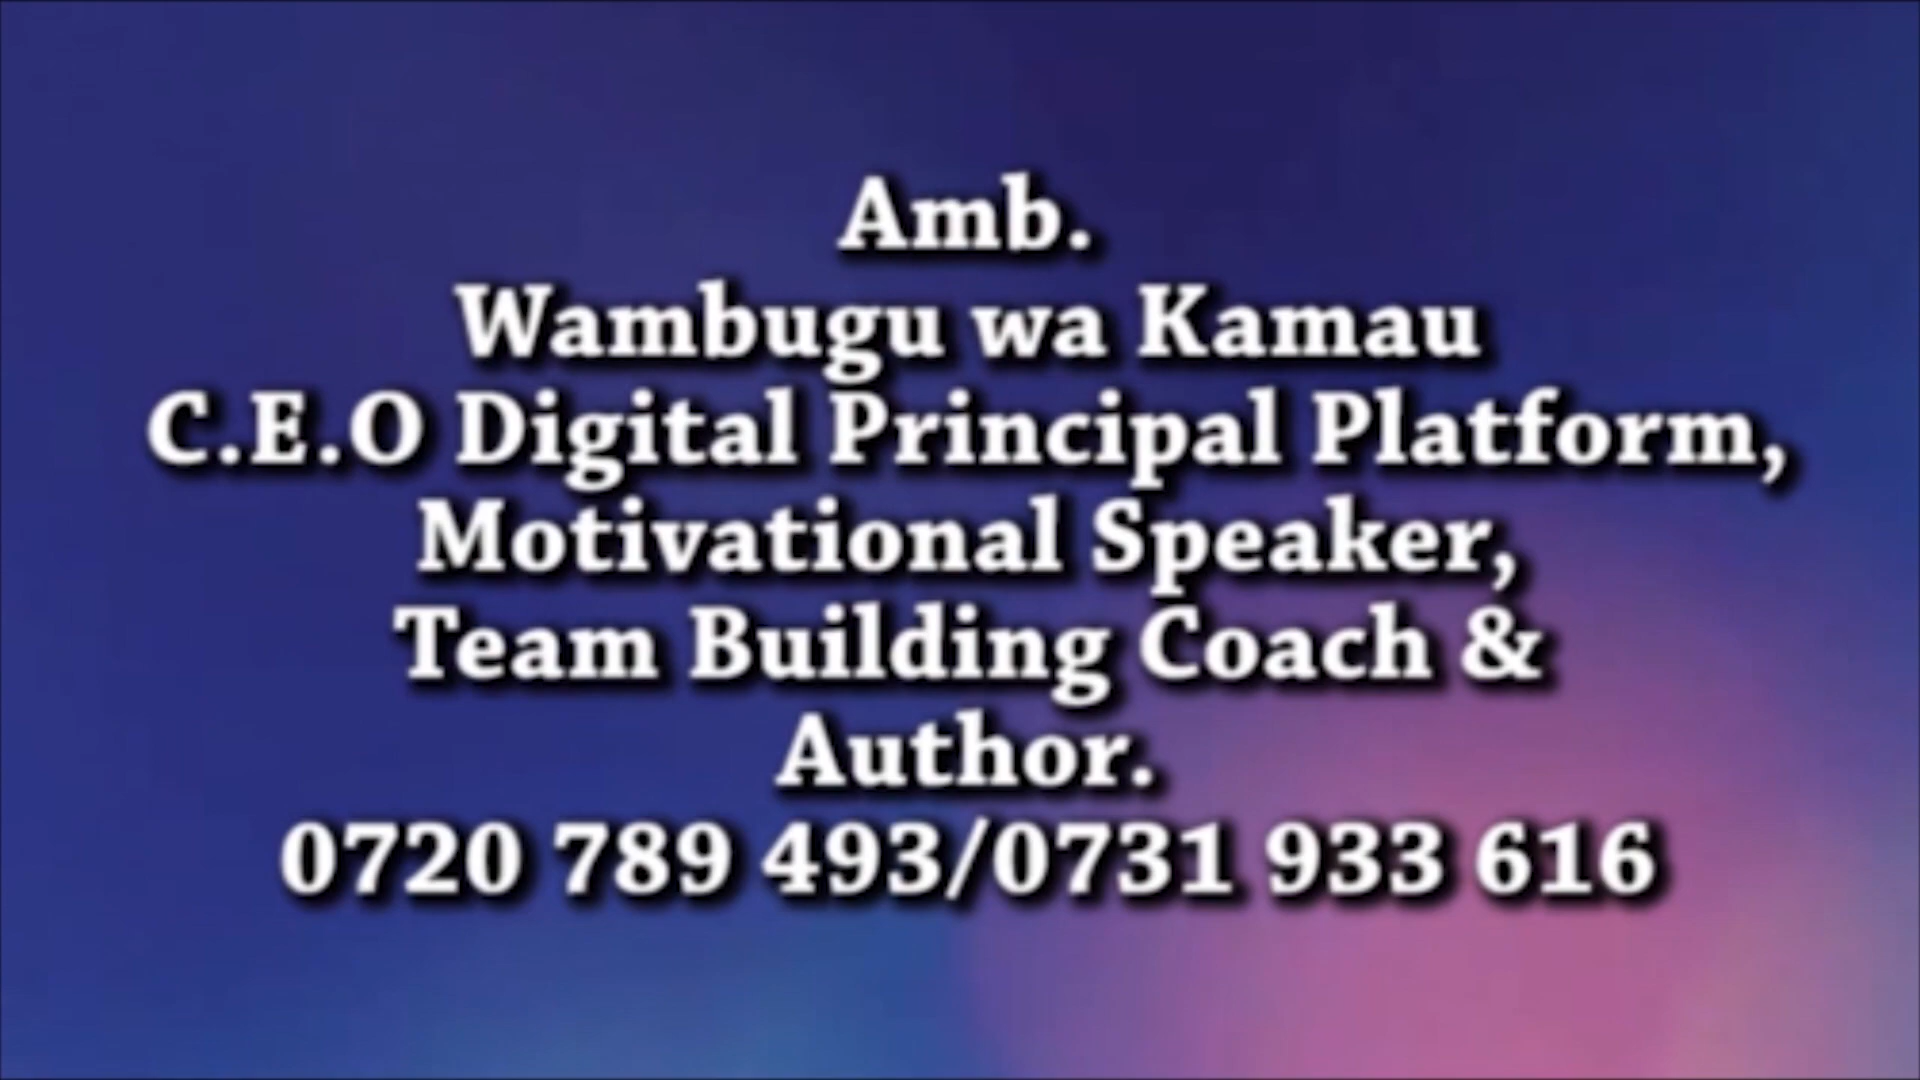 Amb.
Wambugu wa Kamau
C.E.O Digital Principal Platform,
Motivational Speaker,
Team Building Coach &
Author.
0720 789 493/0731 933 616